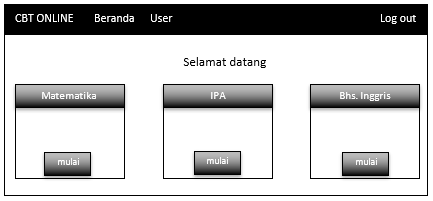 CBT ONLINE Beranda User Log out
Selamat datang
Matematika IPA Bhs. Inggris
mulai mulai mulai